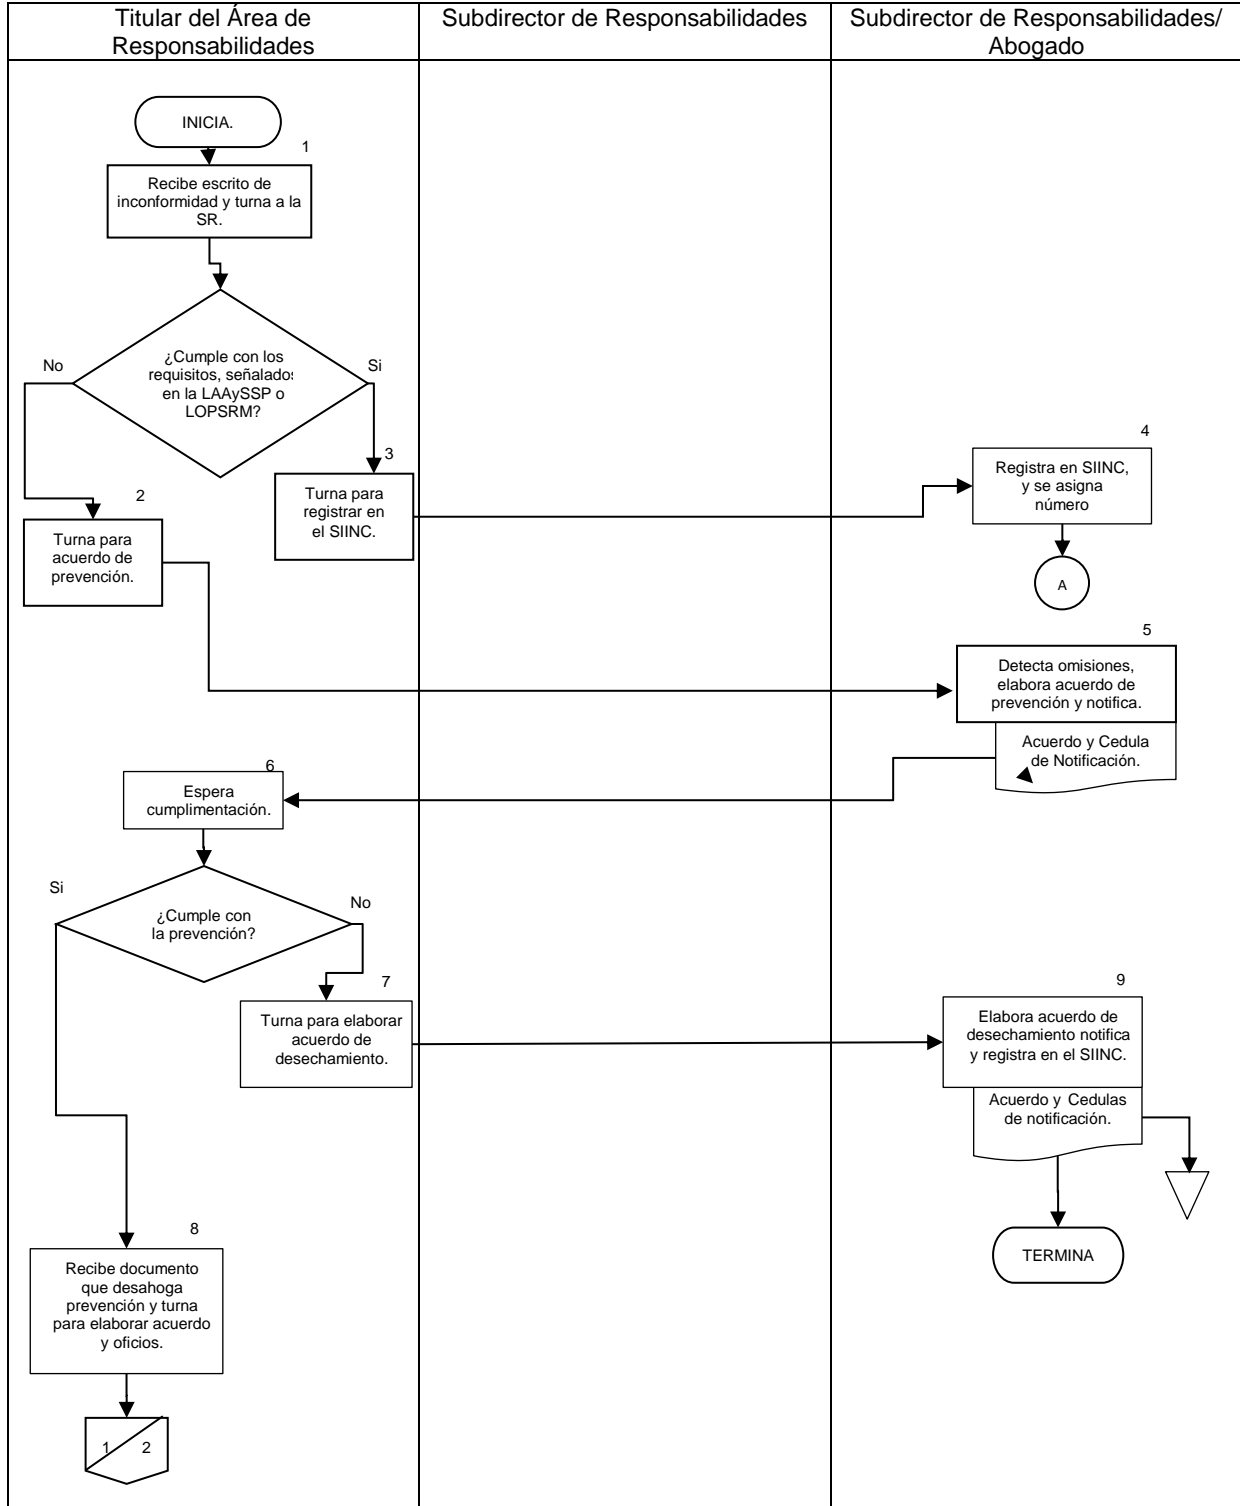 Titular del Área de
Responsabilidades
Subdirector de Responsabilidades
Subdirector de Responsabilidades/
Abogado
INICIA.
1
Recibe escrito de
inconformidad y turna a la
SR.
¿Cumple con los
requisitos, señalados
en la LAAySSP o
LOPSRM?
No
Si
3
Turna para
registrar en
el SIINC.
2
Turna para
acuerdo de
prevención.
4
Registra en SIINC,
y se asigna
número
A
5
Detecta omisiones,
elabora acuerdo de
prevención y notifica.
Acuerdo y Cedula
de Notificación.
6
Espera
cumplimentación.
Si
¿Cumple con
la prevención?
No
7
Turna para elaborar
acuerdo de
desechamiento.
9
Elabora acuerdo de
desechamiento notifica
y registra en el SIINC.
Acuerdo y Cedulas
de notificación.
TERMINA
8
Recibe documento
que desahoga
prevención y turna
para elaborar acuerdo
y oficios.
1 2